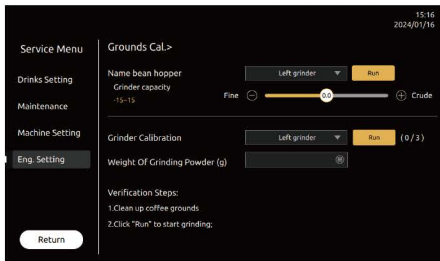 15:16
2024/01/16
Service Menu
Grounds Cal.>
Drinks Setting
Maintenance
Machine Setting
Eng. Setting
Return
Name bean hopper
Left grinder
Run
Grinder capacity
-15~15
Fine
0.0
Crude
Grinder Calibration
Left grinder
Run
(0/3)
Weight Of Grinding Powder (g)
Verification Steps:
1.Clean up coffee grounds
2.Click "Run" to start grinding;